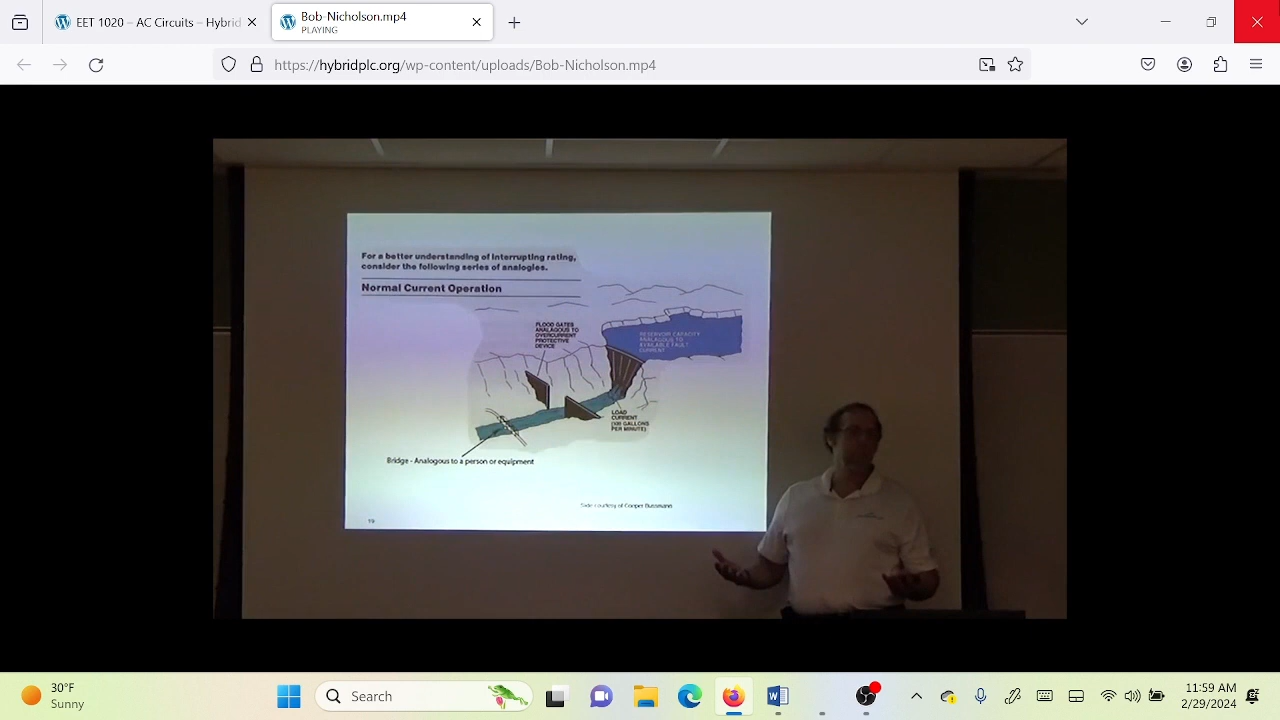 EET 1020 – AC Circuits – Hybrid
Bob-Nicholson.mp4
PLAYING
https://hybridplc.org/wp-content/uploads/Bob-Nicholson.mp4
For a better understanding of interrupting rating,
consider the following series of analogies.
Normal Current Operation
FLOOD GATES
ANALAGOUS TO
OVERCURRENT
PROTECTIVE
DEVICE
RESERVOIR CAPACITY
ANALAGOUS TO
AVAILABLE FAULT
CURRENT
LOAD
CURRENT
(100 GALLONS
PER MINUTE)
Bridge - Analogous to a person or equipment
Slide courtesy of Cooper Bussmann
19
30°F
Sunny
Search
11:59 AM
2/29/2024